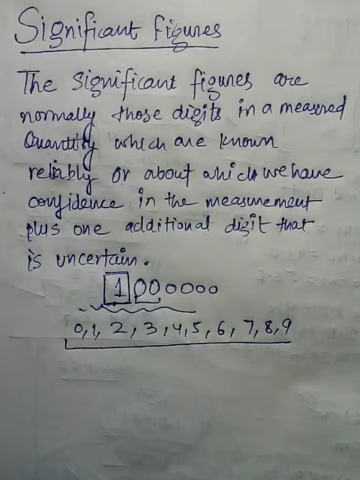 Significant figures
The Significant figures are
normally those digits in a measured
Quantity which are known
reliably or about which we have
confidence in the measurement
plus one additional digit that
is uncertain.
100000000
0,1, 2, 3, 4, 5, 6, 7, 8, 9